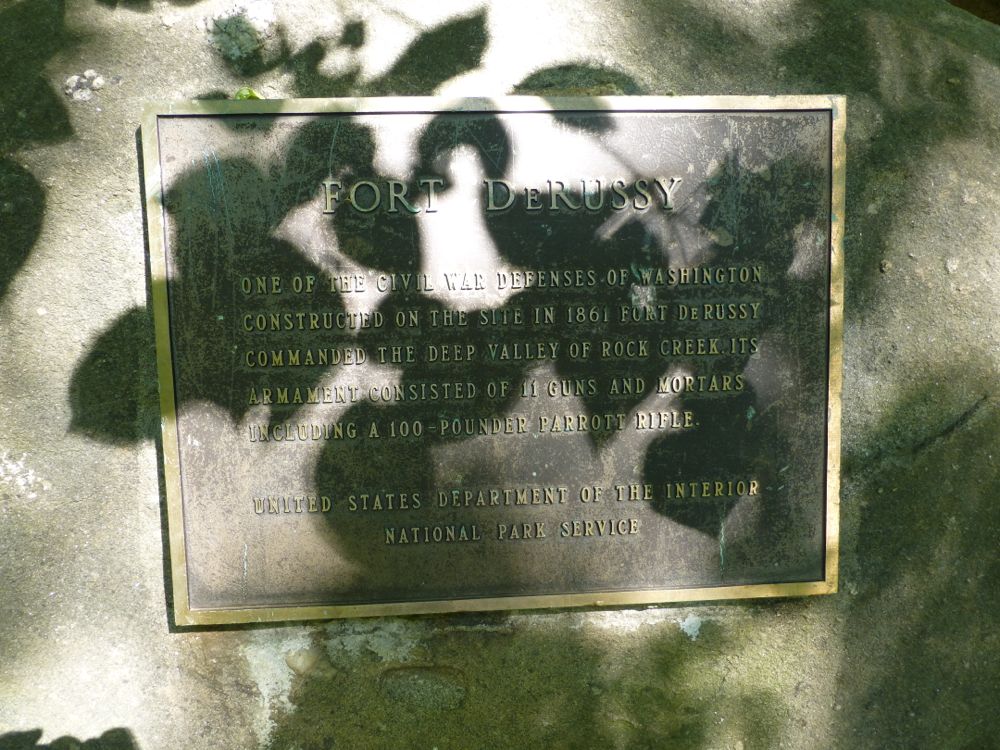 FORT DeRUSSY
ONE OF THE CIVIL WAR DEFENSES OF WASHINGTON
CONSTRUCTED ON THE SITE IN 1861 FORT DeRUSSY
COMMANDED THE DEEP VALLEY OF ROCK CREEK. ITS
ARMAMENT CONSISTED OF 11 GUNS AND MORTARS
INCLUDING A 100-POUNDER PARROTT RIFLE.
UNITED STATES DEPARTMENT OF THE INTERIOR
NATIONAL PARK SERVICE